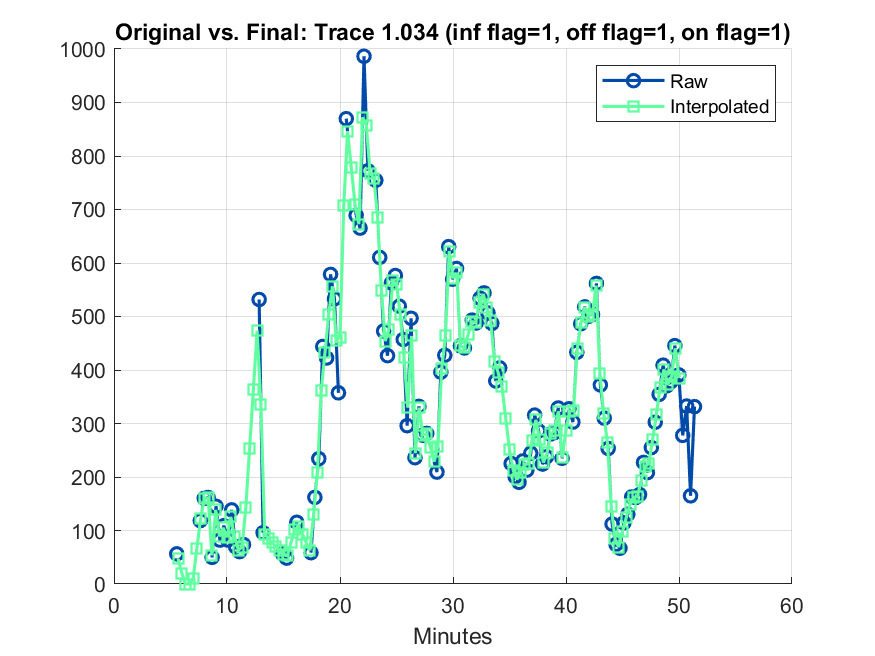 Original vs. Final: Trace 1.034 (inf flag=1, off flag=1, on flag=1)
1000
900
800
700
600
500
400
300
200
100
0
Raw
Interpolated
0 10 20 30 40 50 60
Minutes